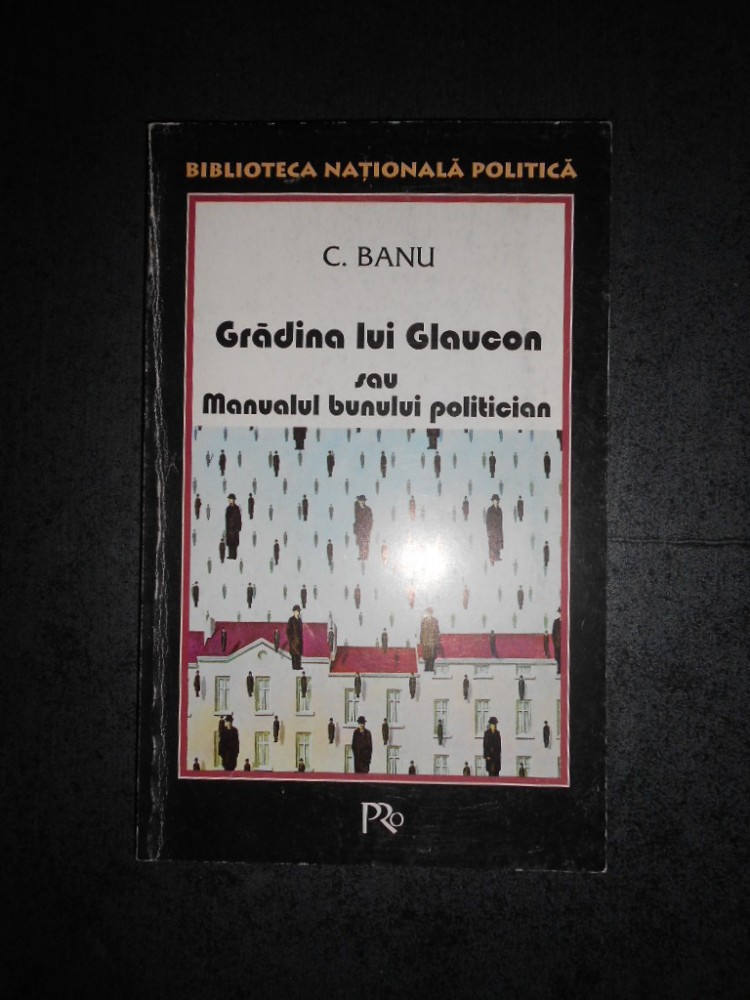 BIBLIOTECA NAȚIONALĂ POLITICĂ
C. BANU
Grădina lui Glaucon
sau
Manualul bunului politician
PRO